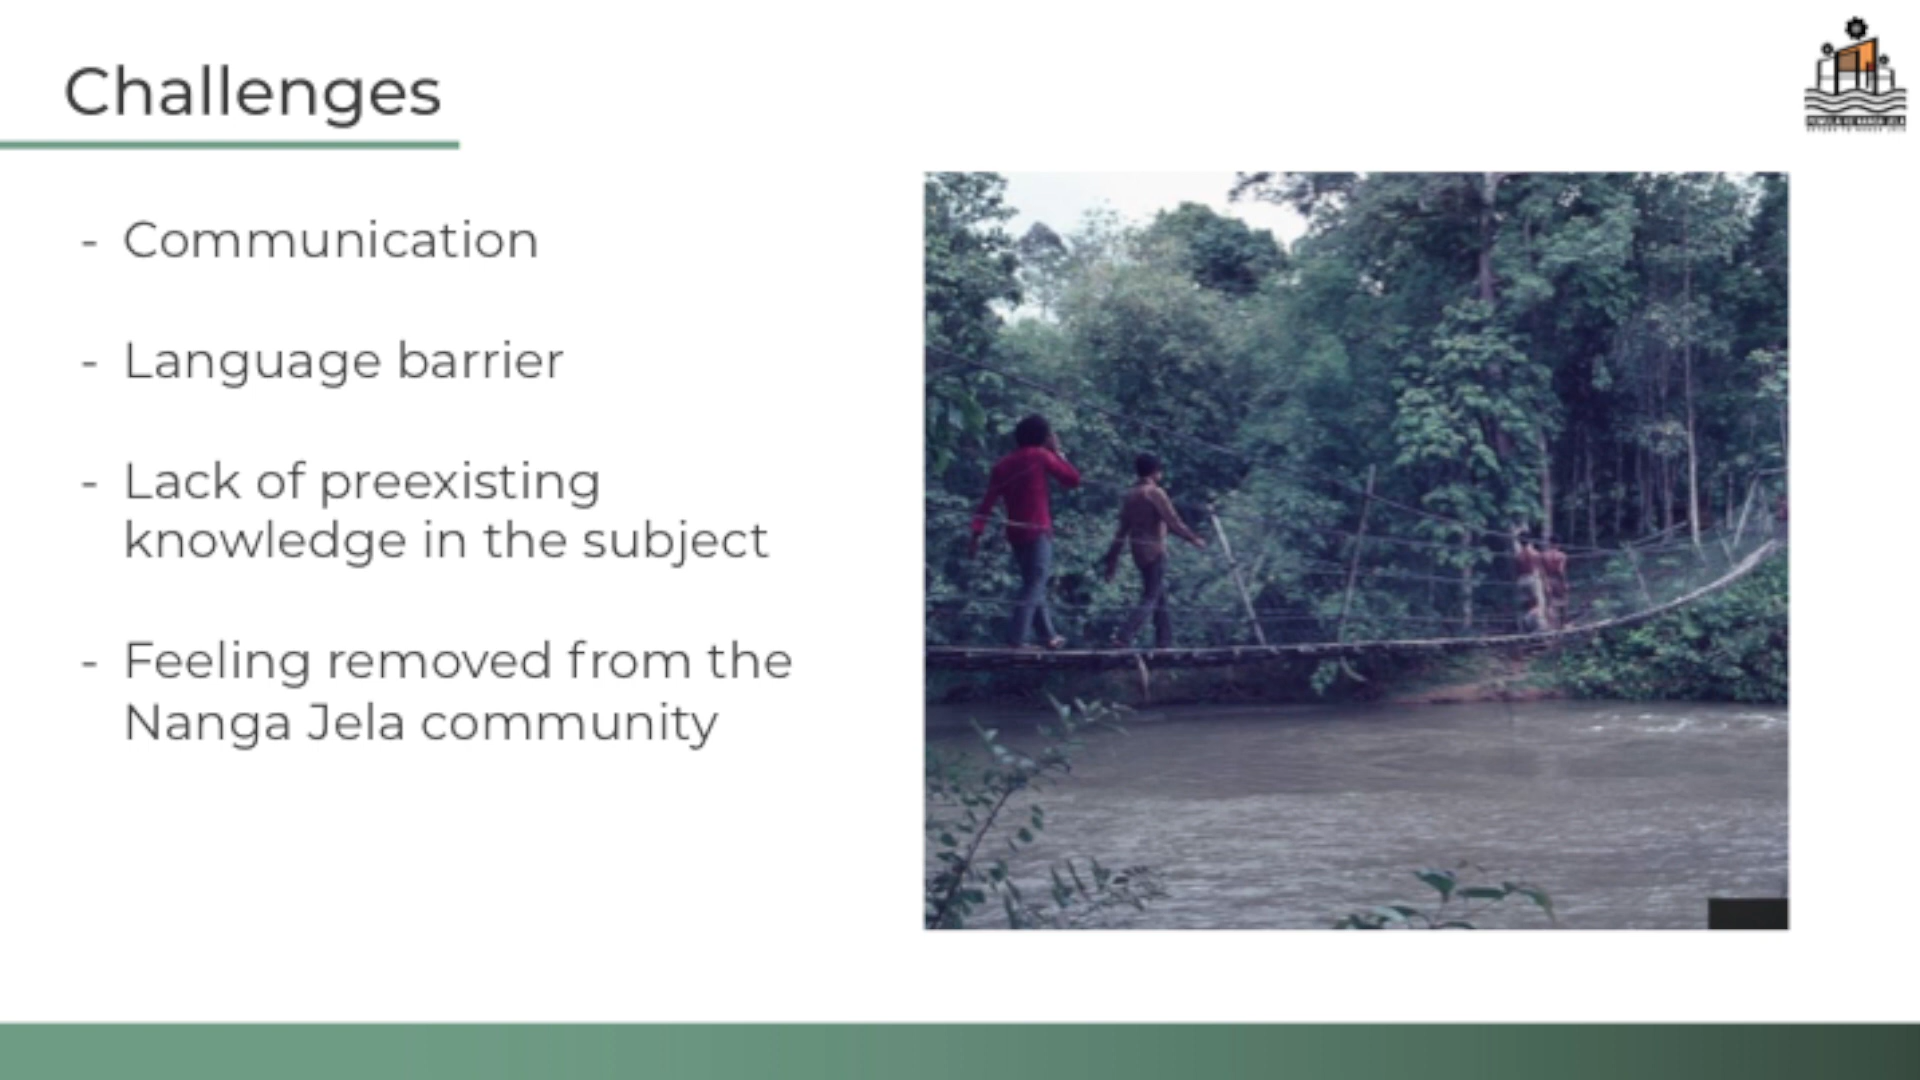 Challenges
- Communication
- Language barrier
- Lack of preexisting
knowledge in the subject
- Feeling removed from the
Nanga Jela community